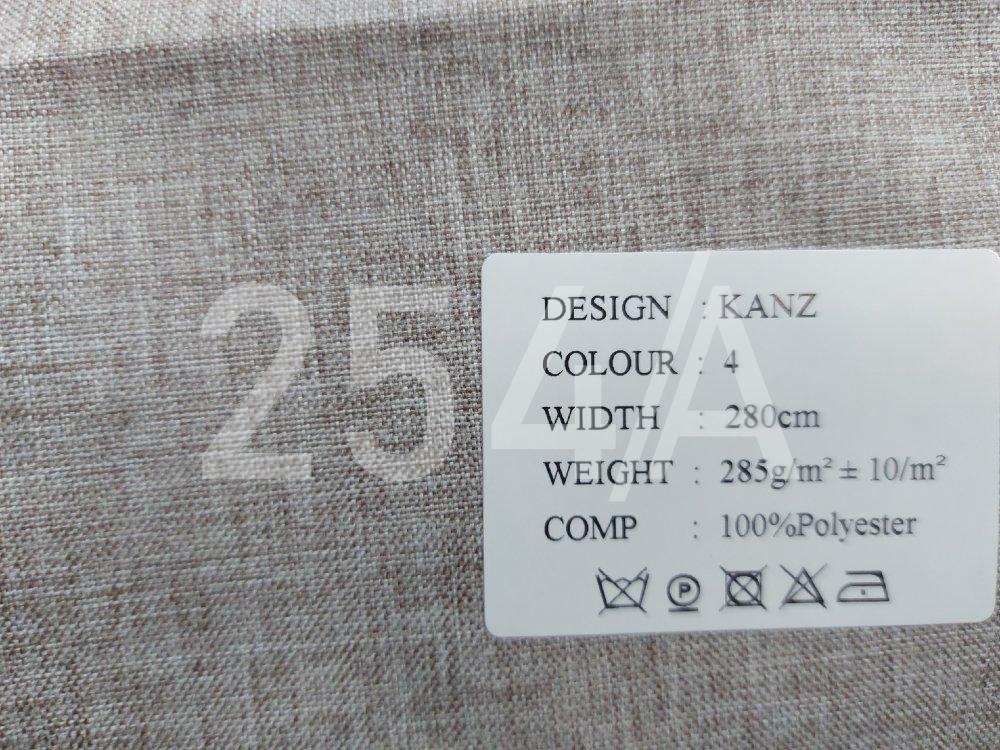 DESIGN : KANZ
COLOUR : 4
WIDTH : 280cm
WEIGHT : 285g/m² ± 10/m²
COMP : 100%Polyester
P
254/A